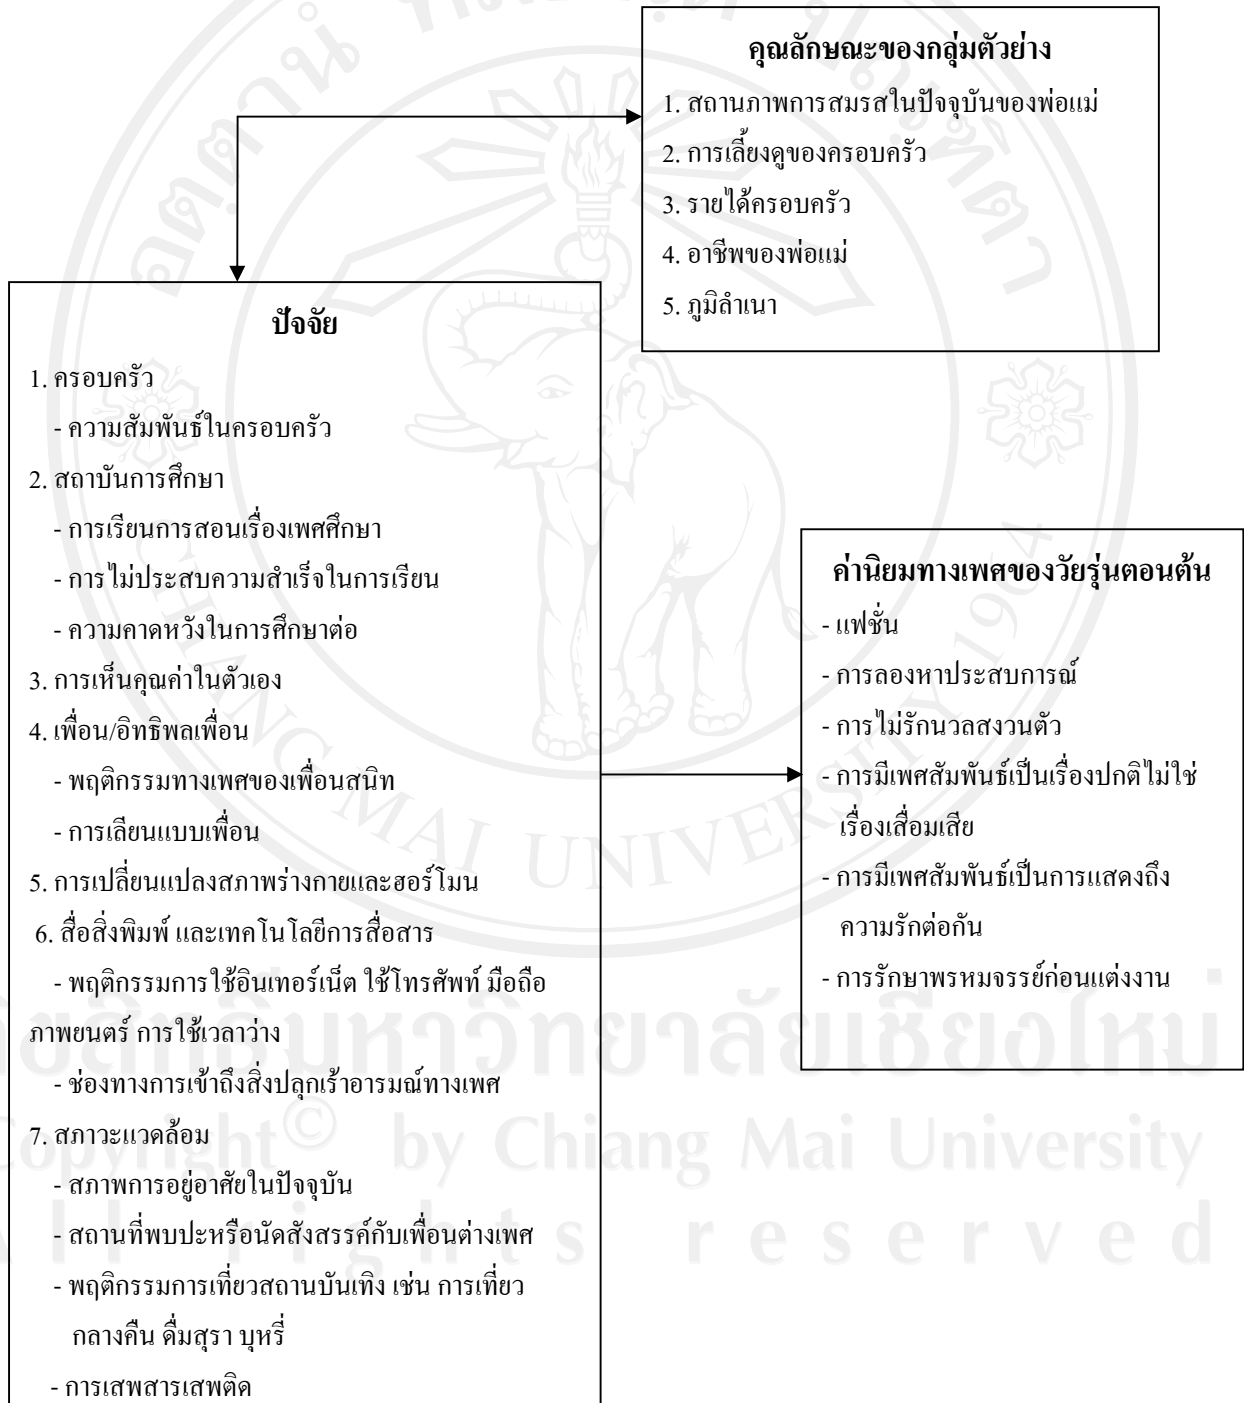 คุณลักษณะของกลุ่มตัวอย่าง
1. สถานภาพการสมรสในปัจจุบันของพ่อแม่
2. การเลี้ยงดูของครอบครัว
3. รายได้ครอบครัว
4. อาชีพของพ่อแม่
5. ภูมิลำเนา
ปัจจัย
1. ครอบครัว
- ความสัมพันธ์ในครอบครัว
2. สถาบันการศึกษา
- การเรียนการสอนเรื่องเพศศึกษา
- การไม่ประสบความสำเร็จในการเรียน
- ความคาดหวังในการศึกษาต่อ
3. การเห็นคุณค่าในตัวเอง
4. เพื่อน/อิทธิพลเพื่อน
- พฤติกรรมทางเพศของเพื่อนสนิท
- การเลียนแบบเพื่อน
5. การเปลี่ยนแปลงสภาพร่างกายและฮอร์โมน
6. สื่อสิ่งพิมพ์ และเทคโนโลยีการสื่อสาร
- พฤติกรรมการใช้อินเทอร์เน็ต ใช้โทรศัพท์ มือถือ
ภาพยนตร์ การใช้เวลาว่าง
- ช่องทางการเข้าถึงสิ่งปลุกเร้าอารมณ์ทางเพศ
7. สภาวะแวดล้อม
- สภาพการอยู่อาศัยในปัจจุบัน
- สถานที่พบปะหรือนัดสังสรรค์กับเพื่อนต่างเพศ
- พฤติกรรมการเที่ยวสถานบันเทิง เช่น การเที่ยว
กลางคืน ดื่มสุรา บุหรี่
- การเสพสารเสพติด
ค่านิยมทางเพศของวัยรุ่นตอนต้น
- แฟชั่น
- การลองหาประสบการณ์
- การไม่รักนวลสงวนตัว
- การมีเพศสัมพันธ์เป็นเรื่องปกติไม่ใช่
เรื่องเสื่อมเสีย
- การมีเพศสัมพันธ์เป็นการแสดงถึง
ความรักต่อกัน
- การรักษาพรหมจรรย์ก่อนแต่งงาน
CHIANG MAI UNIVERSITY 1964
ลิขสิทธิ์มหาวิทยาลัยเชียงใหม่
Copyright© by Chiang Mai University
All rights reserved